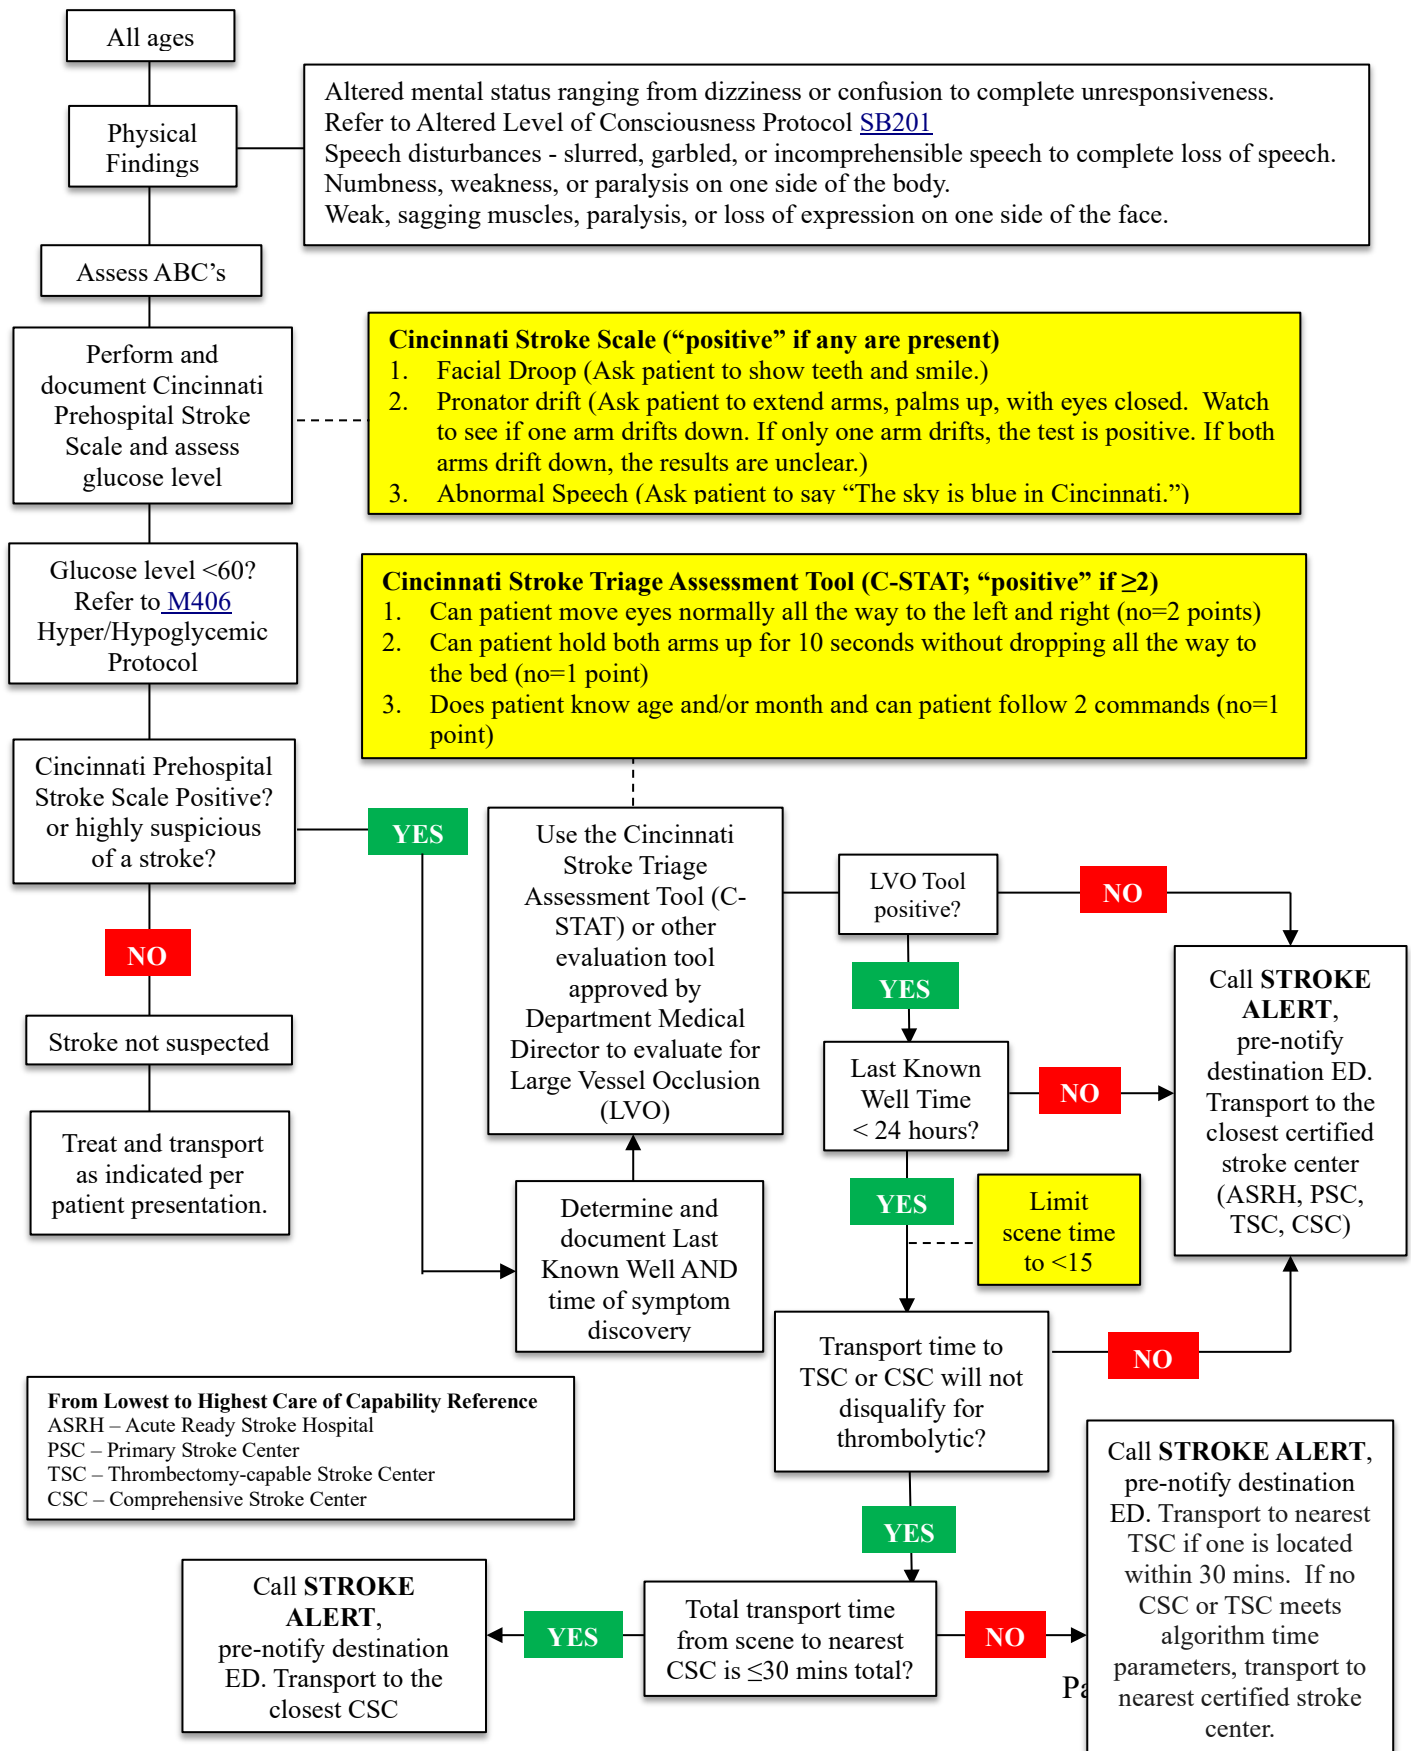 All ages
Physical
Findings
Altered mental status ranging from dizziness or confusion to complete unresponsiveness.
Refer to Altered Level of Consciousness Protocol SB201
Speech disturbances - slurred, garbled, or incomprehensible speech to complete loss of speech.
Numbness, weakness, or paralysis on one side of the body.
Weak, sagging muscles, paralysis, or loss of expression on one side of the face.
Assess ABC’s
Perform and
document Cincinnati
Prehospital Stroke
Scale and assess
glucose level
Cincinnati Stroke Scale (“positive” if any are present)
1. Facial Droop (Ask patient to show teeth and smile.)
2. Pronator drift (Ask patient to extend arms, palms up, with eyes closed. Watch
to see if one arm drifts down. If only one arm drifts, the test is positive. If both
arms drift down, the results are unclear.)
3. Abnormal Speech (Ask patient to say “The sky is blue in Cincinnati.”)
Glucose level <60?
Refer to M406
Hyper/Hypoglycemic
Protocol
Cincinnati Stroke Triage Assessment Tool (C-STAT; “positive” if ≥2)
1. Can patient move eyes normally all the way to the left and right (no=2 points)
2. Can patient hold both arms up for 10 seconds without dropping all the way to
the bed (no=1 point)
3. Does patient know age and/or month and can patient follow 2 commands (no=1
point)
Cincinnati Prehospital
Stroke Scale Positive?
or highly suspicious
of a stroke?
YES
NO
Stroke not suspected
Treat and transport
as indicated per
patient presentation.
Use the Cincinnati
Stroke Triage
Assessment Tool (C-
STAT) or other
evaluation tool
approved by
Department Medical
Director to evaluate for
Large Vessel Occlusion
(LVO)
Determine and
document Last
Known Well AND
time of symptom
discovery
LVO Tool
positive?
NO
YES
Last Known
Well Time
< 24 hours?
NO
YES
Limit
scene time
to <15
Call STROKE
ALERT,
pre-notify
destination ED.
Transport to the
closest certified
stroke center
(ASRH, PSC,
TSC, CSC)
Transport time to
TSC or CSC will not
disqualify for
thrombolytic?
NO
YES
From Lowest to Highest Care of Capability Reference
ASRH – Acute Ready Stroke Hospital
PSC – Primary Stroke Center
TSC – Thrombectomy-capable Stroke Center
CSC – Comprehensive Stroke Center
Total transport time
from scene to nearest
CSC is ≤30 mins total?
YES
Call STROKE
ALERT,
pre-notify destination
ED. Transport to the
closest CSC
NO
Call STROKE ALERT,
pre-notify destination
ED. Transport to nearest
TSC if one is located
within 30 mins. If no
CSC or TSC meets
algorithm time
parameters, transport to
nearest certified stroke
center.